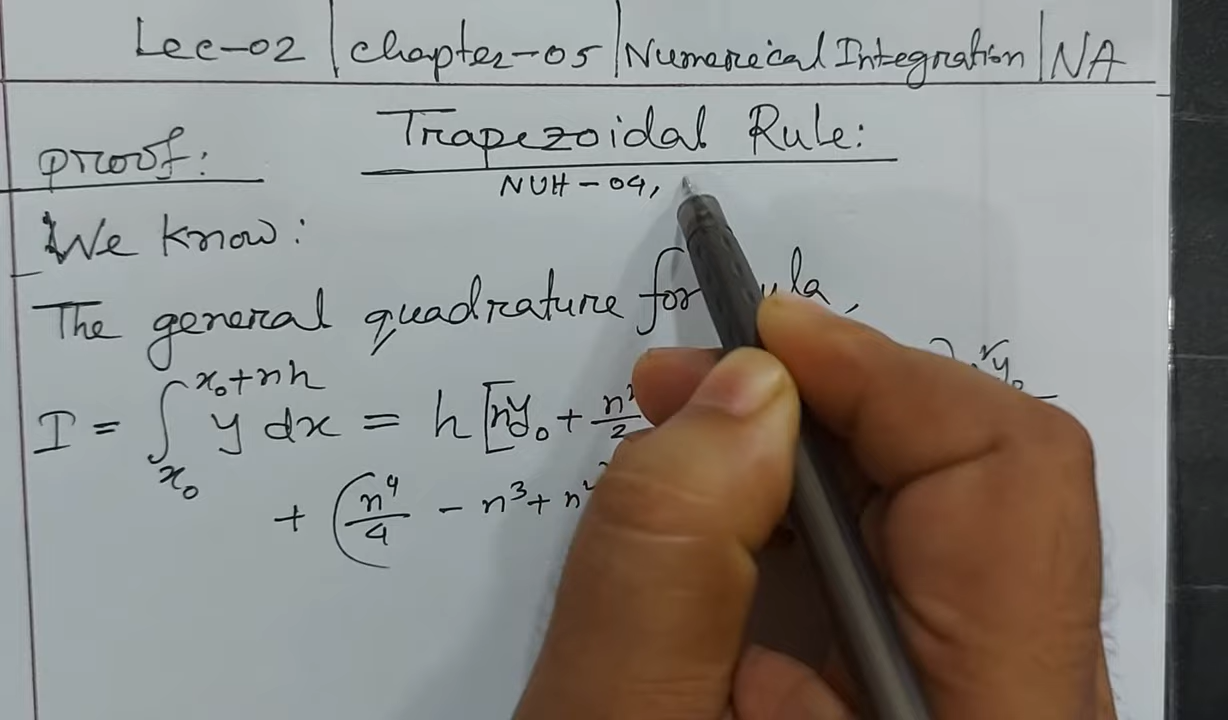 Lec-02 | Chapter-05 | Numerical Integration | NA
Trapezoidal Rule:
proof:
NUH-04,
We know:
The general quadrature
I = ∫_{x₀}^{x₀+nh} y dx = h [ny₀ + n²/2 y₀
+ (n⁴/4 - n³ + n²